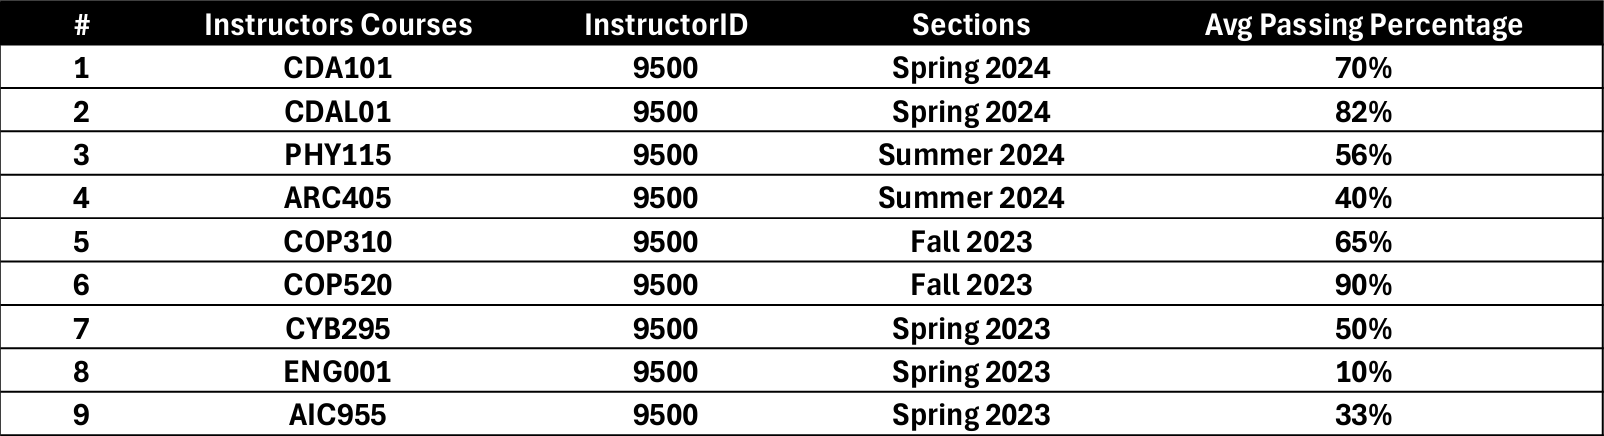 # Instructors Courses InstructorID Sections Avg Passing Percentage
1 CDA101 9500 Spring 2024 70%
2 CDAL01 9500 Spring 2024 82%
3 PHY115 9500 Summer 2024 56%
4 ARC405 9500 Summer 2024 40%
5 COP310 9500 Fall 2023 65%
6 COP520 9500 Fall 2023 90%
7 CYB295 9500 Spring 2023 50%
8 ENG001 9500 Spring 2023 10%
9 AIC955 9500 Spring 2023 33%